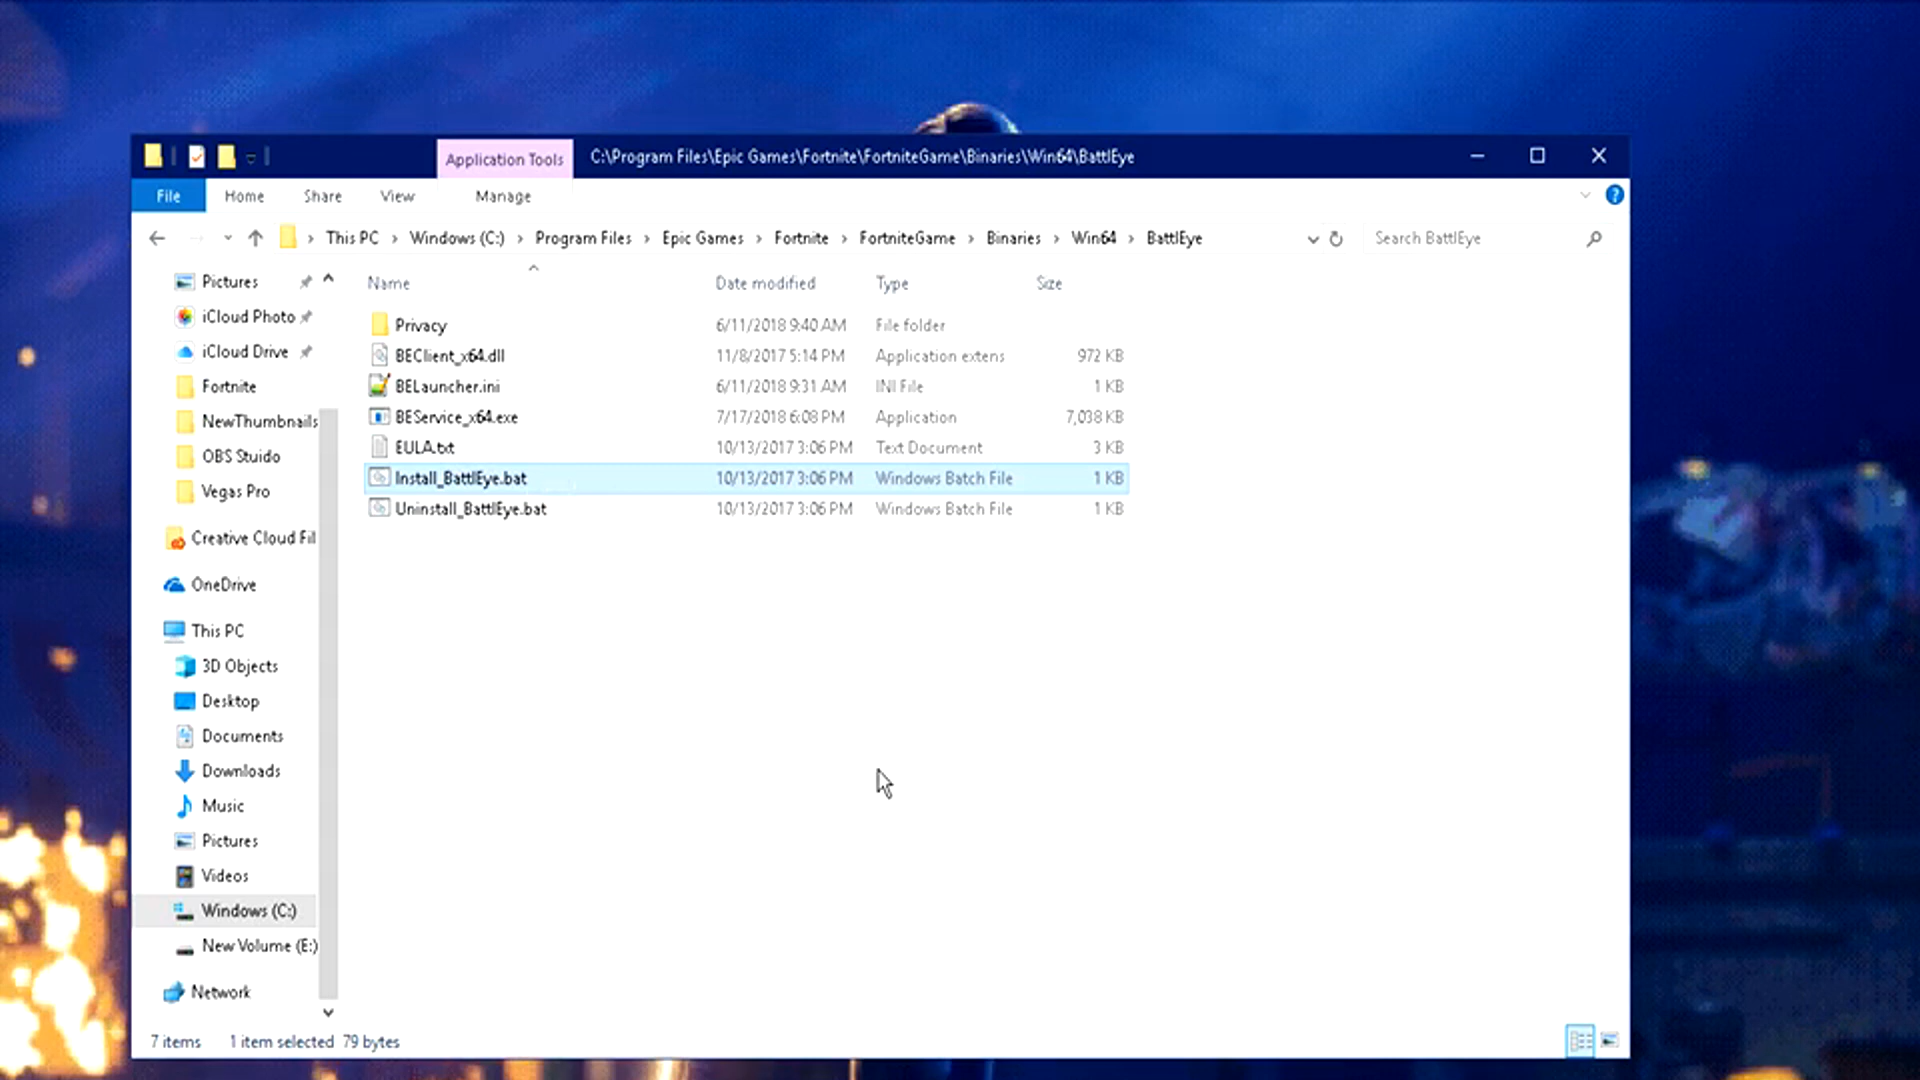 Application Tools C:\Program Files\Epic Games\Fortnite\FortniteGame\Binaries\Win64\BattlEye
File Home Share View Manage ?
This PC Windows (C:) Program Files Epic Games Fortnite FortniteGame Binaries Win64 BattlEye Search BattlEye
Pictures
iCloud Photo
iCloud Drive
Fortnite
NewThumbnails
OBS Stuido
Vegas Pro
Creative Cloud Fil
OneDrive
This PC
3D Objects
Desktop
Documents
Downloads
Music
Pictures
Videos
Windows (C:)
New Volume (E:)
Network
Name Date modified Type Size
Privacy 6/11/2018 9:40 AM File folder
BEClient_x64.dll 11/8/2017 5:14 PM Application extens 972 KB
BELauncher.ini 6/11/2018 9:31 AM INI File 1 KB
BEService_x64.exe 7/17/2018 6:08 PM Application 7,038 KB
EULA.txt 10/13/2017 3:06 PM Text Document 3 KB
Install_BattlEye.bat 10/13/2017 3:06 PM Windows Batch File 1 KB
Uninstall_BattlEye.bat 10/13/2017 3:06 PM Windows Batch File 1 KB
7 items 1 item selected 79 bytes